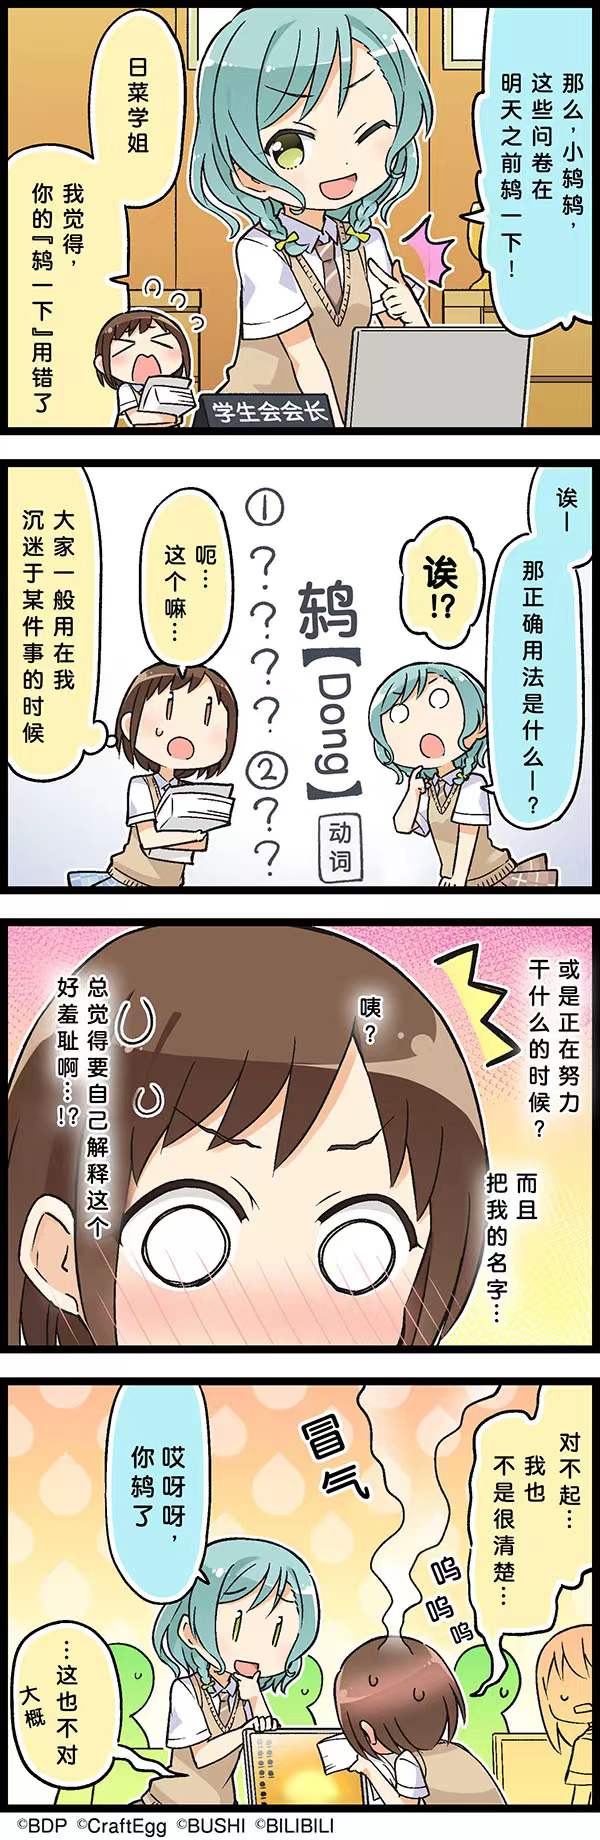 那么，小鸫鸫，
这些问卷在
明天之前鸫一下！
日菜学姐
我觉得，
你的『鸫一下』用错了
学生会会长
诶ー
那正确用法是什么ー？
诶!?
鸫【Dong】动词
①？？？？②？？
呃…
这个嘛…
大家一般用在我
沉迷于某件事的时候
或是正在努力
干什么的时候？
而且
把我的名字…
咦？
总觉得要自己解释这个
好羞耻啊…!?
对不起…
我也
不是很清楚…
呜呜呜
冒气
哎呀呀，
你鸫了
…这也不对
大概
©BDP ©CraftEgg ©BUSHI ©BILIBILI